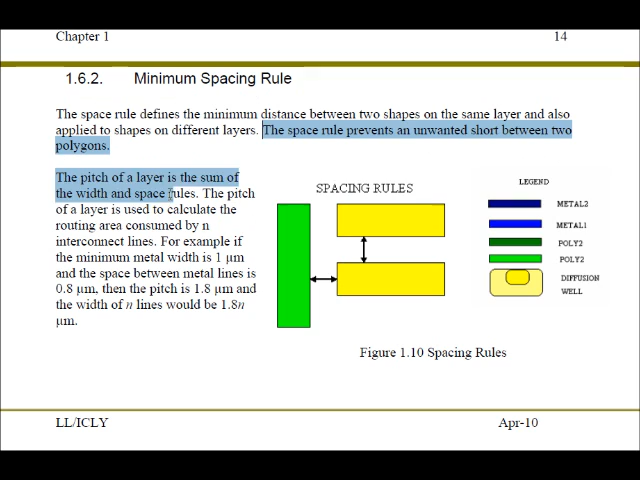 Chapter 1
14
1.6.2. Minimum Spacing Rule
The space rule defines the minimum distance between two shapes on the same layer and also
applied to shapes on different layers. The space rule prevents an unwanted short between two
polygons.
The pitch of a layer is the sum of
the width and space rules. The pitch
of a layer is used to calculate the
routing area consumed by n
interconnect lines. For example if
the minimum metal width is 1 µm
and the space between metal lines is
0.8 µm, then the pitch is 1.8 µm and
the width of n lines would be 1.8n
µm.
SPACING RULES
LEGEND
METAL2
METAL1
POLY2
POLY2
DIFFUSION
WELL
Figure 1.10 Spacing Rules
LL/ICLY
Apr-10